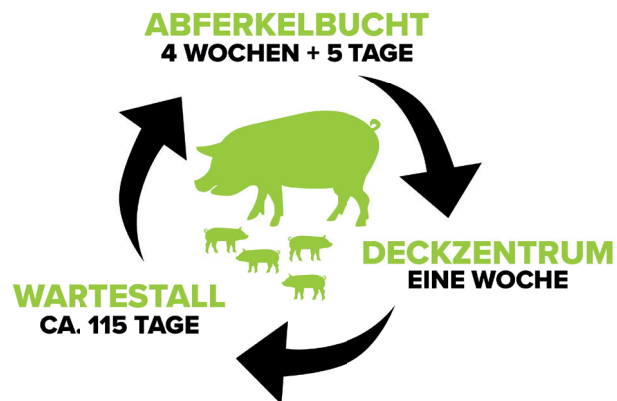 ABFERKELBUCHT
4 WOCHEN + 5 TAGE
DECKZENTRUM
EINE WOCHE
WARTESTALL
CA. 115 TAGE